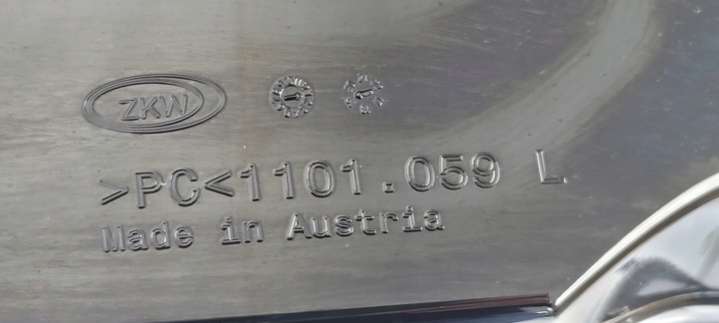 ZKW
>PC<1101.059 L
Made in Austria